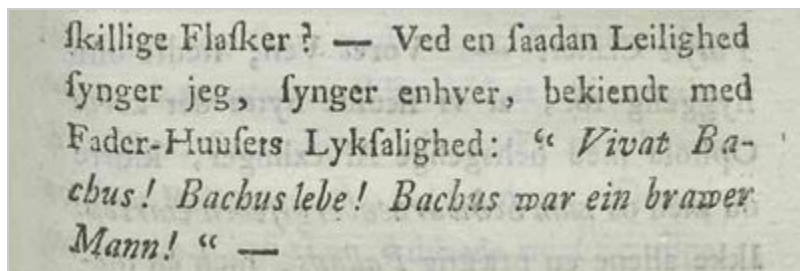 ſkillige Flaſker? — Ved en ſaadan Leilighed
ſynger jeg, ſynger enhver, bekiendt med
Fader-Huuſets Lykſalighed: “ Vivat Ba-
chus! Bachus lebe! Bachus war ein brawer
Mann! “ —